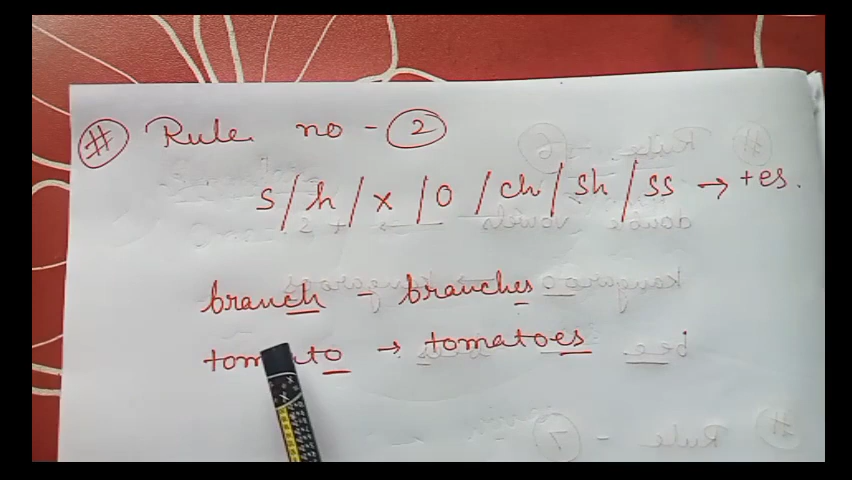 # Rule no - 2
s/h/x/o/ch/sh/ss → +es.
branch - branches
tomato → tomatoes